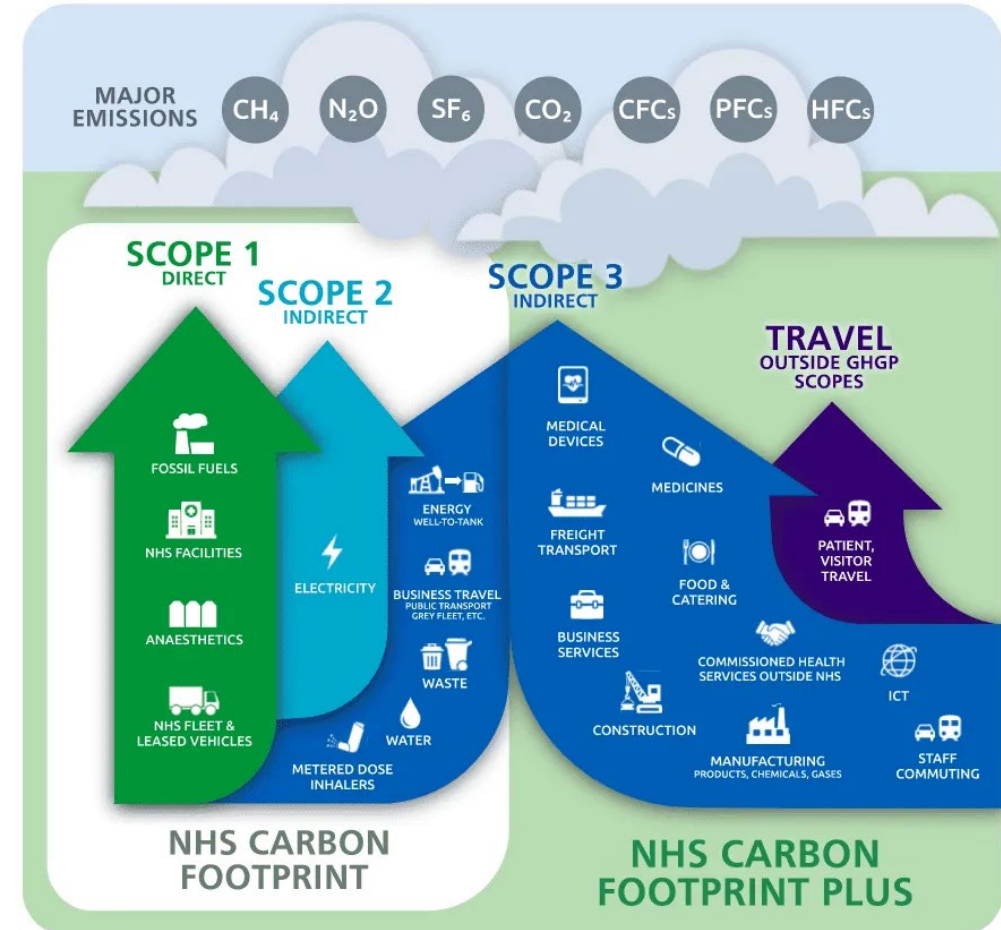 MAJOR
EMISSIONS
CH₄
N₂O
SF₆
CO₂
CFCs
PFCs
HFCs
SCOPE 1
DIRECT
SCOPE 2
INDIRECT
SCOPE 3
INDIRECT
TRAVEL
OUTSIDE GHGP
SCOPES
FOSSIL FUELS
NHS FACILITIES
ANAESTHETICS
NHS FLEET &
LEASED VEHICLES
ELECTRICITY
ENERGY
WELL-TO-TANK
BUSINESS TRAVEL
PUBLIC TRANSPORT
GREY FLEET, ETC.
WASTE
WATER
METERED DOSE
INHALERS
MEDICAL
DEVICES
MEDICINES
FREIGHT
TRANSPORT
FOOD &
CATERING
BUSINESS
SERVICES
COMMISSIONED HEALTH
SERVICES OUTSIDE NHS
CONSTRUCTION
MANUFACTURING
PRODUCTS, CHEMICALS, GASES
ICT
STAFF
COMMUTING
PATIENT,
VISITOR
TRAVEL
NHS CARBON
FOOTPRINT
NHS CARBON
FOOTPRINT PLUS